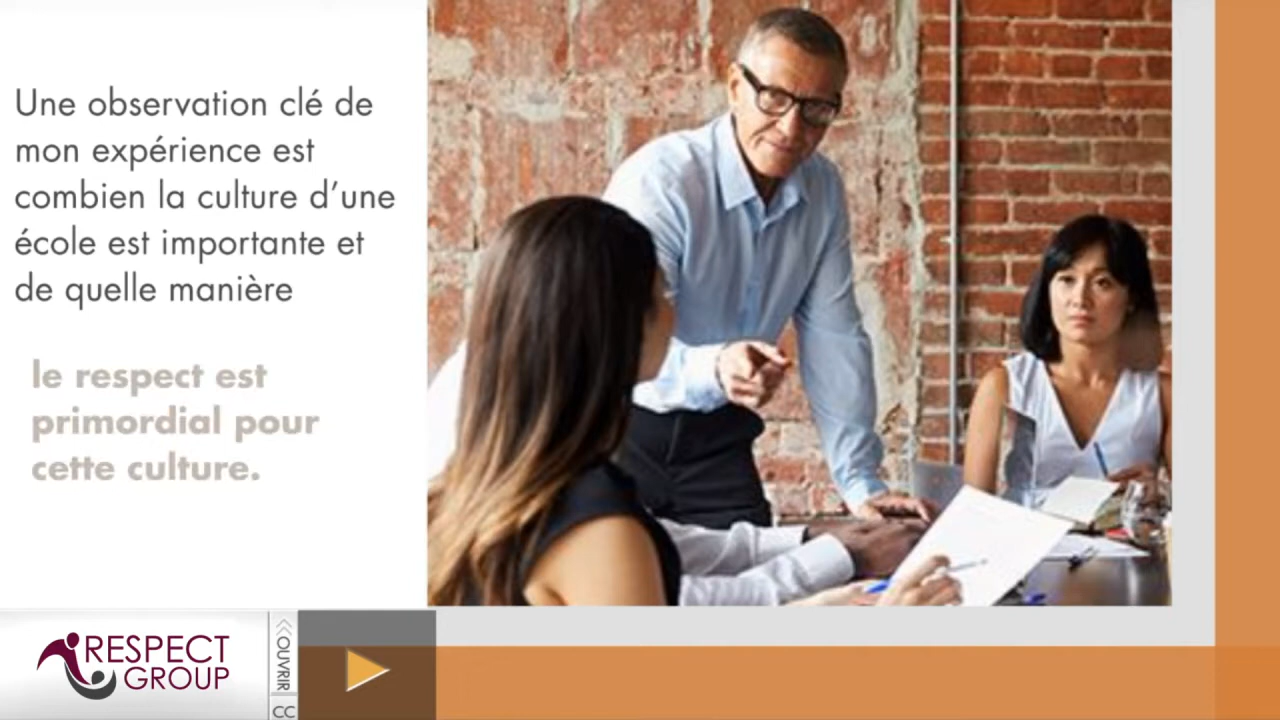 Une observation clé de
mon expérience est
combien la culture d’une
école est importante et
de quelle manière
le respect est
primordial pour
cette culture.
RESPECT
GROUP
<<OUVRIR
CC